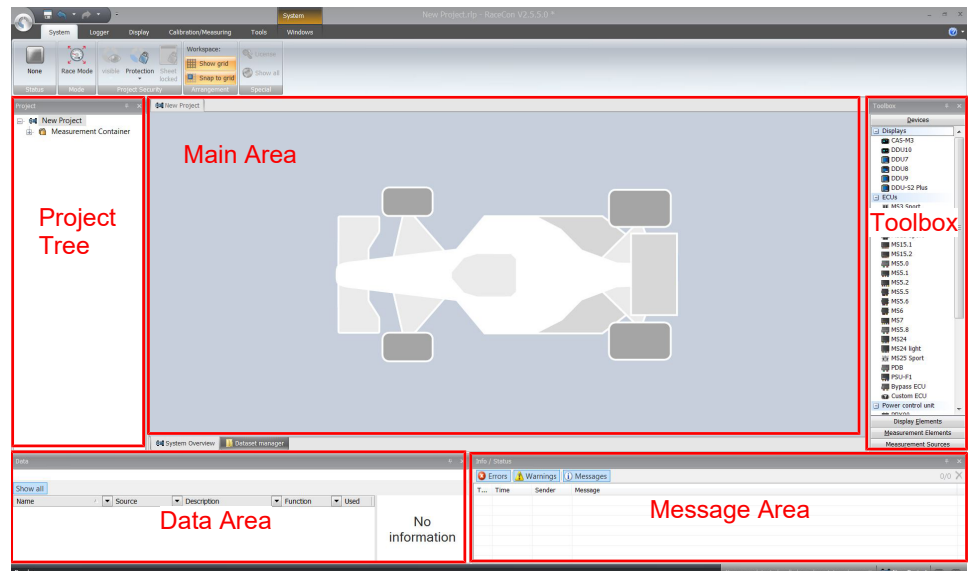 System
New Project.rlp - RaceCon V2.5.5.0 *
System
Logger
Display
Calibration/Measuring
Tools
Windows
None
Race Mode
visible
Protection
Sheet locked
Workspace:
Show grid
Snap to grid
License
Show all
Status
Mode
Project Security
Arrangement
Special
Project
New Project
Measurement Container
Project
Tree
New Project
Main Area
System Overview
Dataset manager
Toolbox
Devices
Displays
CAS-M3
DDU10
DDU7
DDU8
DDU9
DDU-S2 Plus
ECUs
MS3 Sport
Toolbox
MS15.1
MS15.2
MS5.0
MS5.1
MS5.2
MS5.5
MS5.6
MS6
MS7
MS5.8
MS24
MS24 light
MS25 Sport
PDB
PSU-F1
Bypass ECU
Custom ECU
Power control unit
Display Elements
Measurement Elements
Measurement Sources
Data
Show all
Name
Source
Description
Function
Used
Data Area
No
information
Info / Status
Errors
Warnings
Messages
0/0
T...
Time
Sender
Message
Message Area